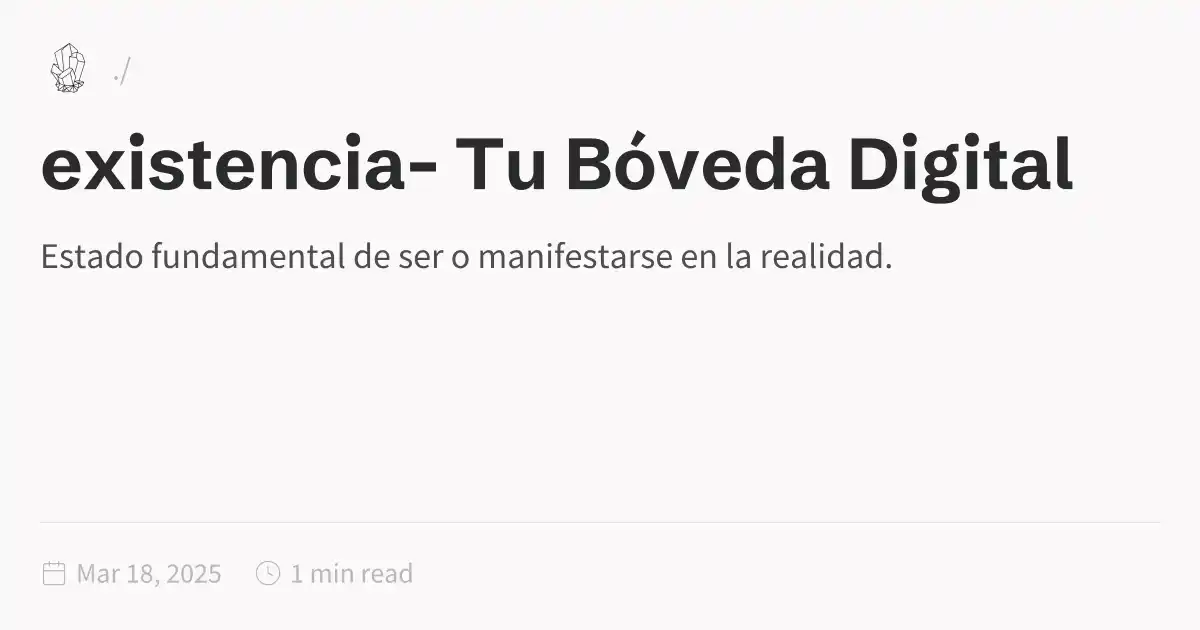 ./
existencia- Tu Bóveda Digital
Estado fundamental de ser o manifestarse en la realidad.
Mar 18, 2025 1 min read